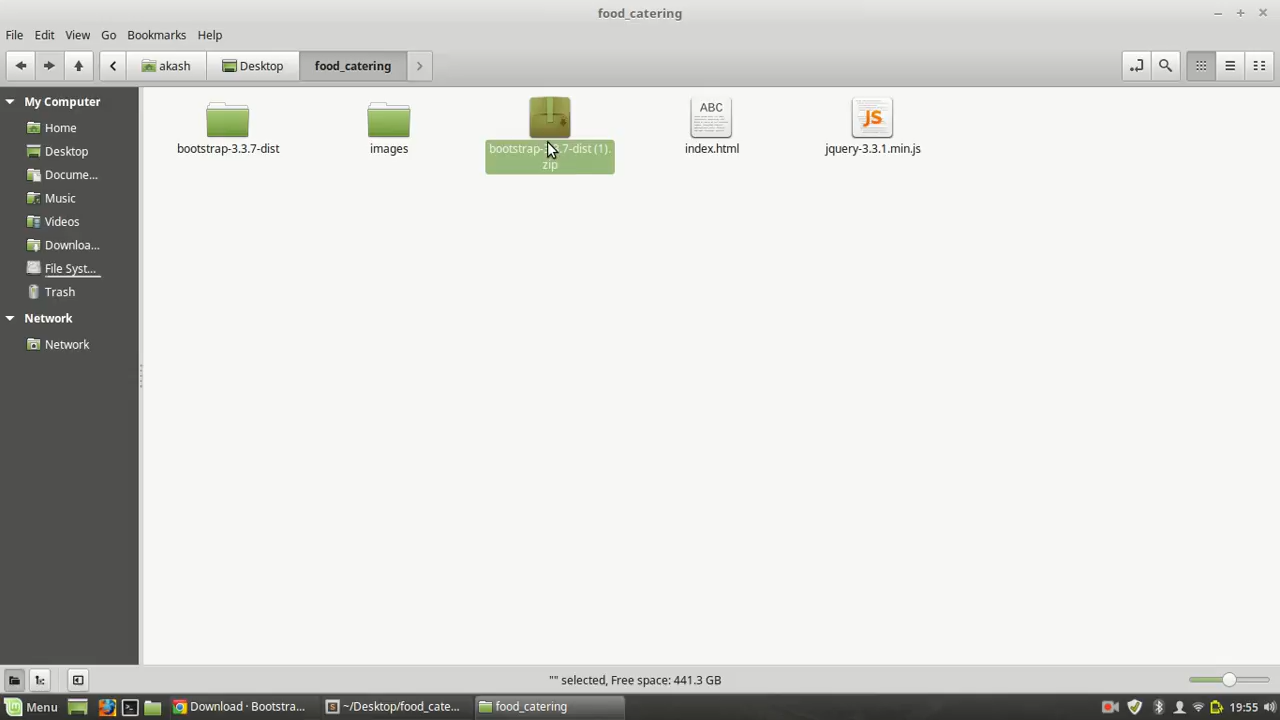 food_catering
File Edit View Go Bookmarks Help
akash Desktop food_catering
My Computer
Home
Desktop
Docume...
Music
Videos
Downloa...
File Syst...
Trash
Network
Network
bootstrap-3.3.7-dist
images
bootstrap-3.3.7-dist (1).
zip
ABC
index.html
JS
jquery-3.3.1.min.js
"" selected, Free space: 441.3 GB
Menu
Download · Bootstra...
~/Desktop/food_cate...
food_catering
19:55